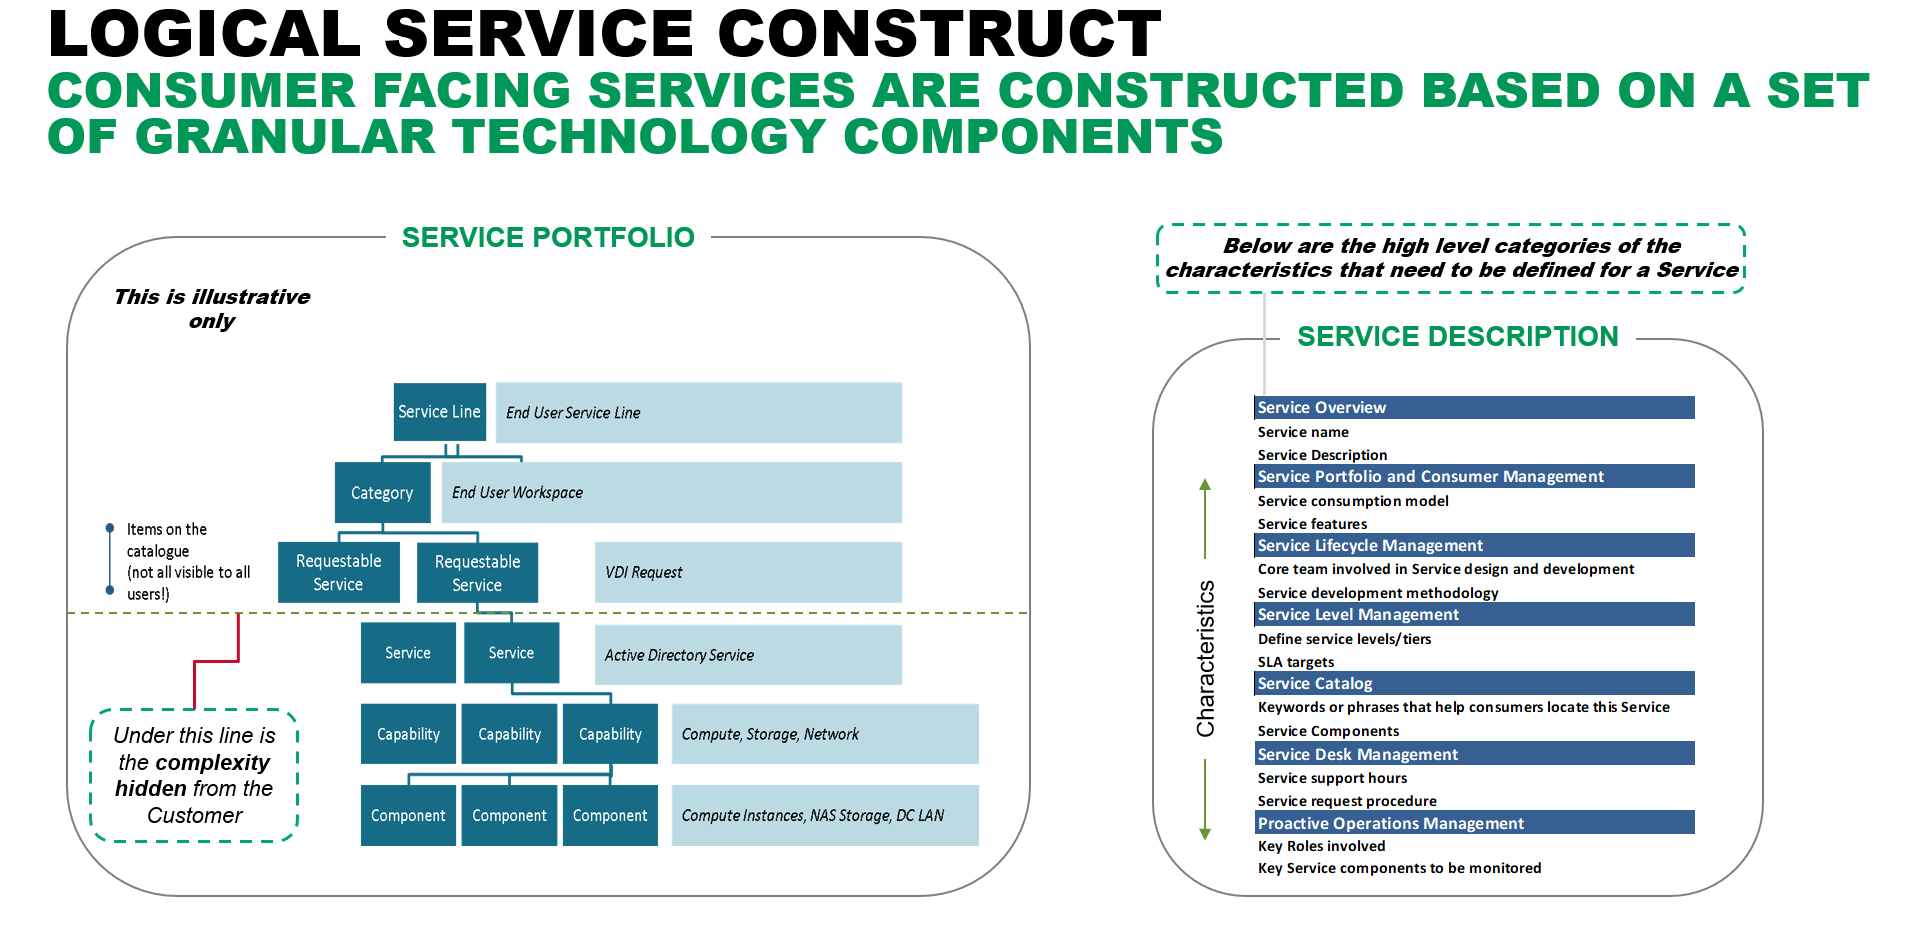 LOGICAL SERVICE CONSTRUCT
CONSUMER FACING SERVICES ARE CONSTRUCTED BASED ON A SET
OF GRANULAR TECHNOLOGY COMPONENTS
SERVICE PORTFOLIO
This is illustrative
only
Service Line
End User Service Line
Category
End User Workspace
Items on the
catalogue
(not all visible to all
users!)
Requestable
Service
Requestable
Service
VDI Request
Service
Service
Active Directory Service
Under this line is
the complexity
hidden from the
Customer
Capability
Capability
Capability
Compute, Storage, Network
Component
Component
Component
Compute Instances, NAS Storage, DC LAN
Below are the high level categories of the
characteristics that need to be defined for a Service
SERVICE DESCRIPTION
Characteristics
Service Overview
Service name
Service Description
Service Portfolio and Consumer Management
Service consumption model
Service features
Service Lifecycle Management
Core team involved in Service design and development
Service development methodology
Service Level Management
Define service levels/tiers
SLA targets
Service Catalog
Keywords or phrases that help consumers locate this Service
Service Components
Service Desk Management
Service support hours
Service request procedure
Proactive Operations Management
Key Roles involved
Key Service components to be monitored